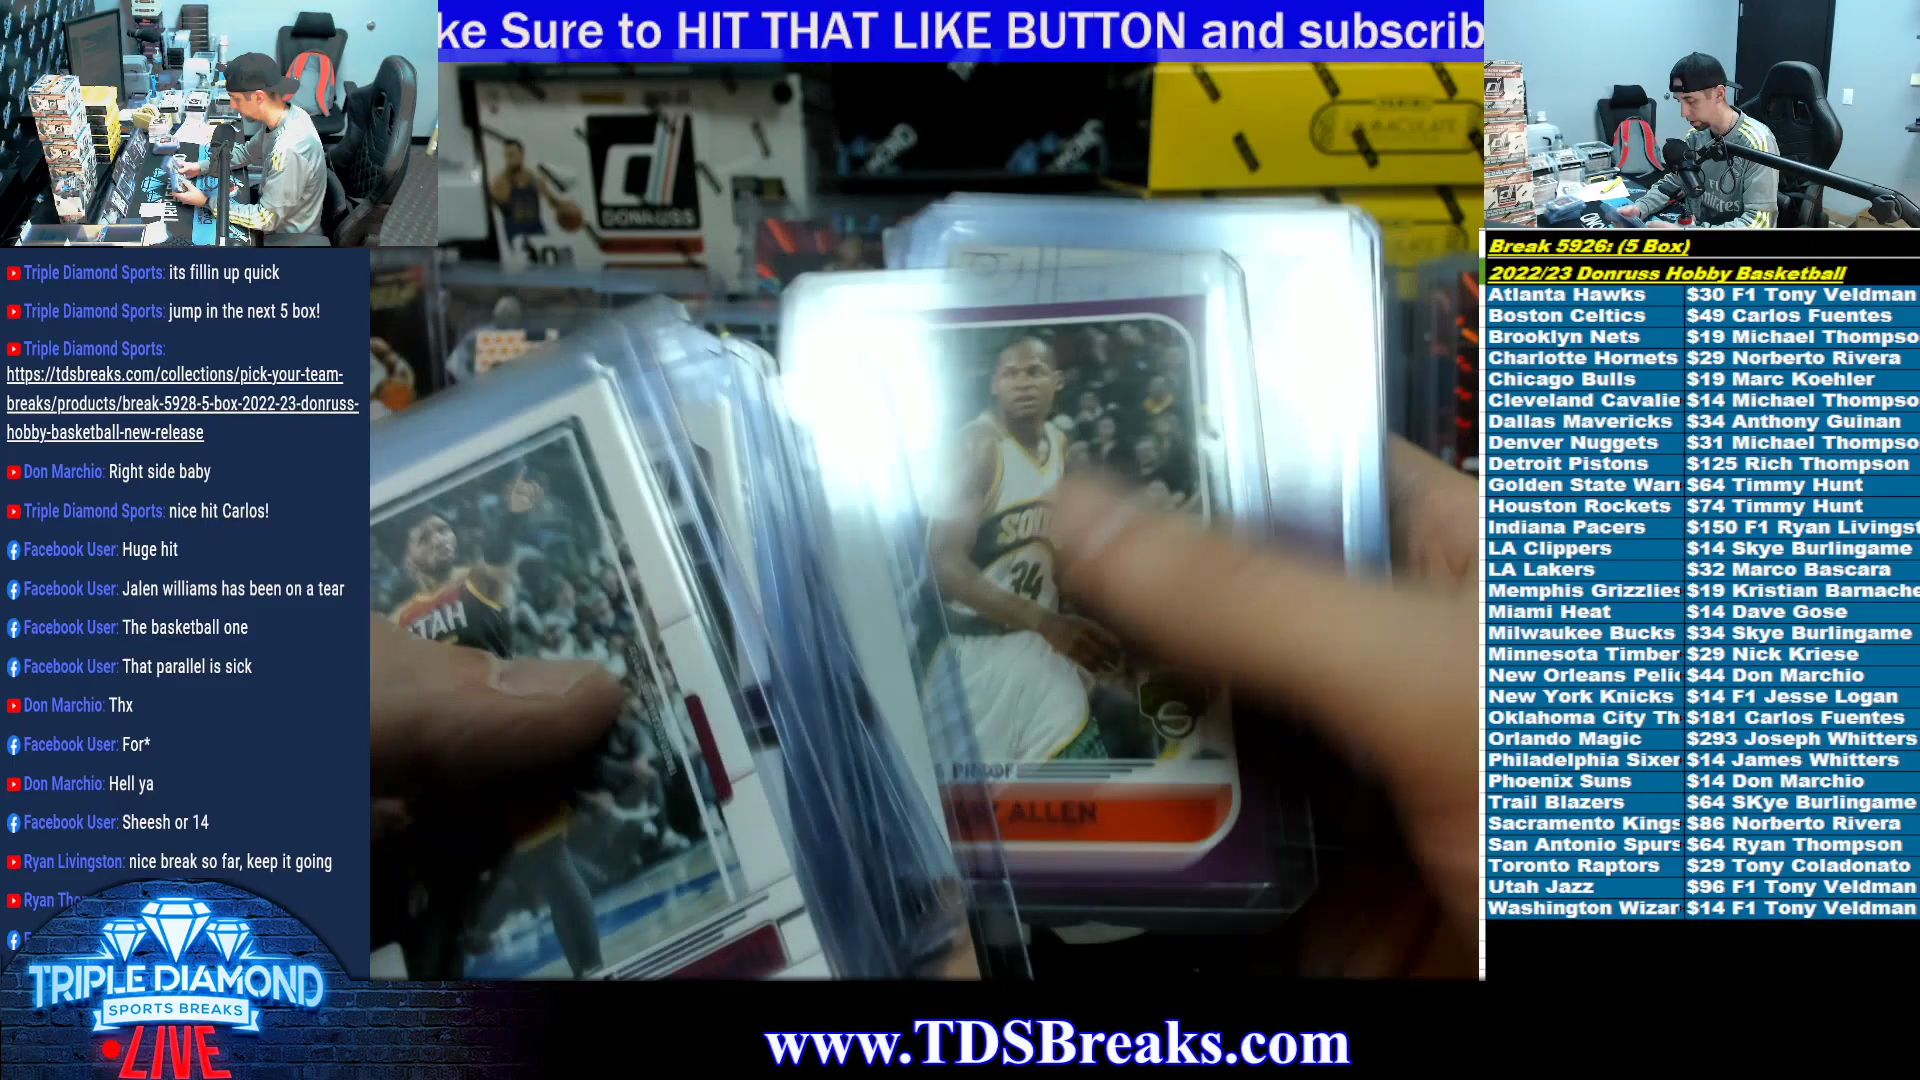 ke Sure to HIT THAT LIKE BUTTON and subscrib
Triple Diamond Sports: its fillin up quick
Triple Diamond Sports: jump in the next 5 box!
Triple Diamond Sports:
https://tdsbreaks.com/collections/pick-your-team-
breaks/products/break-5928-5-box-2022-23-donruss-
hobby-basketball-new-release
Don Marchio: Right side baby
Triple Diamond Sports: nice hit Carlos!
Facebook User: Huge hit
Facebook User: Jalen williams has been on a tear
Facebook User: The basketball one
Facebook User: That parallel is sick
Don Marchio: Thx
Facebook User: For*
Don Marchio: Hell ya
Facebook User: Sheesh or 14
Ryan Livingston: nice break so far, keep it going
Ryan Tho
F
TRIPLE DIAMOND
SPORTS BREAKS
LIVE
DONRUSS
IMMACULATE
UTAH
SO
34
PROOF
ALLEN
Break 5926: (5 Box)
2022/23 Donruss Hobby Basketball
Atlanta Hawks $30 F1 Tony Veldman
Boston Celtics $49 Carlos Fuentes
Brooklyn Nets $19 Michael Thompso
Charlotte Hornets $29 Norberto Rivera
Chicago Bulls $19 Marc Koehler
Cleveland Cavalie $14 Michael Thompso
Dallas Mavericks $34 Anthony Guinan
Denver Nuggets $31 Michael Thompso
Detroit Pistons $125 Rich Thompson
Golden State Warr $64 Timmy Hunt
Houston Rockets $74 Timmy Hunt
Indiana Pacers $150 F1 Ryan Livingst
LA Clippers $14 Skye Burlingame
LA Lakers $32 Marco Bascara
Memphis Grizzlies $19 Kristian Barnache
Miami Heat $14 Dave Gose
Milwaukee Bucks $34 Skye Burlingame
Minnesota Timber $29 Nick Kriese
New Orleans Pelic $44 Don Marchio
New York Knicks $14 F1 Jesse Logan
Oklahoma City Th $181 Carlos Fuentes
Orlando Magic $293 Joseph Whitters
Philadelphia Sixer $14 James Whitters
Phoenix Suns $14 Don Marchio
Trail Blazers $64 SKye Burlingame
Sacramento Kings $86 Norberto Rivera
San Antonio Spurs $64 Ryan Thompson
Toronto Raptors $29 Tony Coladonato
Utah Jazz $96 F1 Tony Veldman
Washington Wizar $14 F1 Tony Veldman
www.TDSBreaks.com